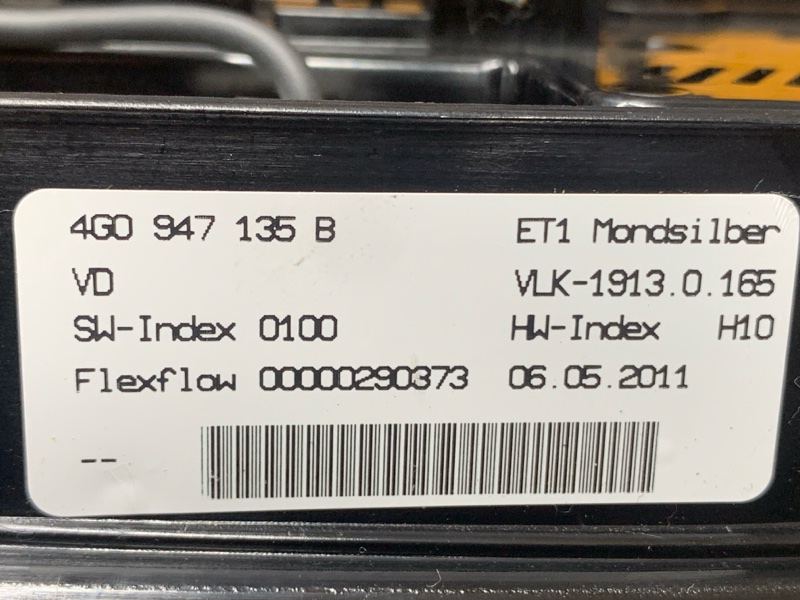 4G0 947 135 B ET1 Mondsilber
VD VLK-1913.0.165
SW-Index 0100 HW-Index H10
Flexflow 00000290373 06.05.2011
--